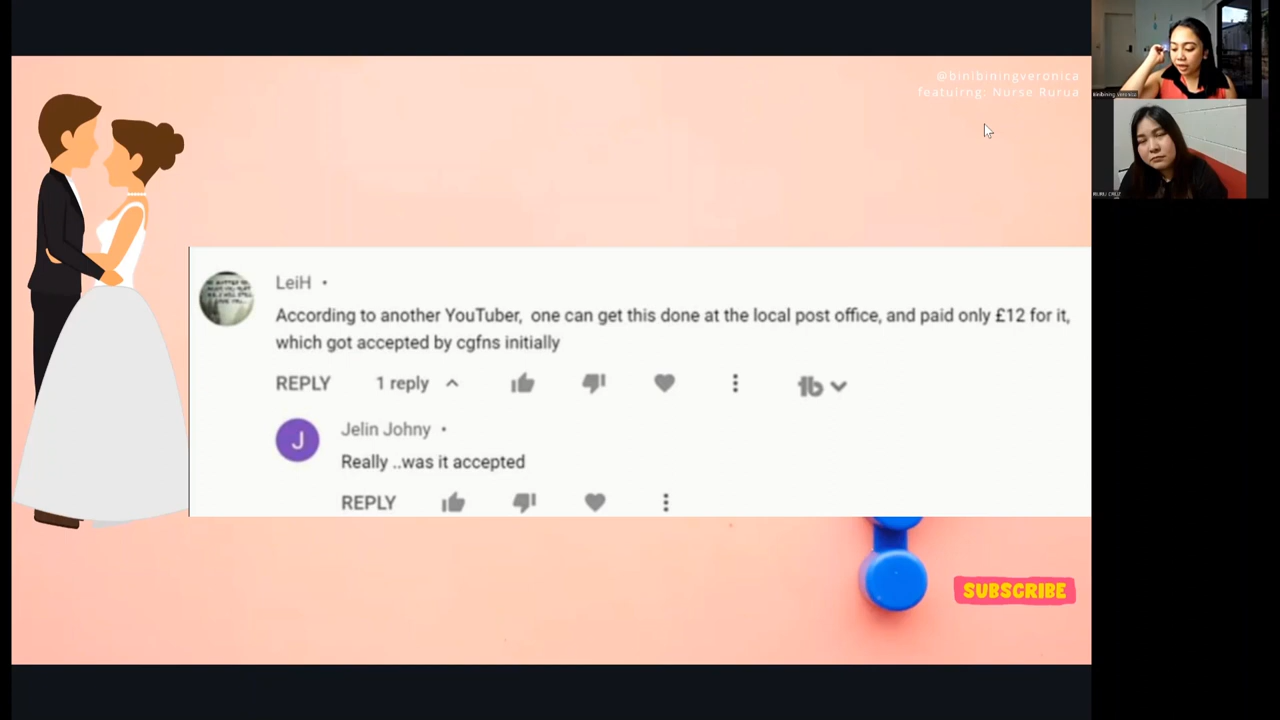 @binibiningveronica
featuirng: Nurse Rurua
Binibining Veronica
LeiH •
According to another YouTuber, one can get this done at the local post office, and paid only £12 for it,
which got accepted by cgfns initially
REPLY 1 reply
J
Jelin Johny •
Really ..was it accepted
REPLY
SUBSCRIBE